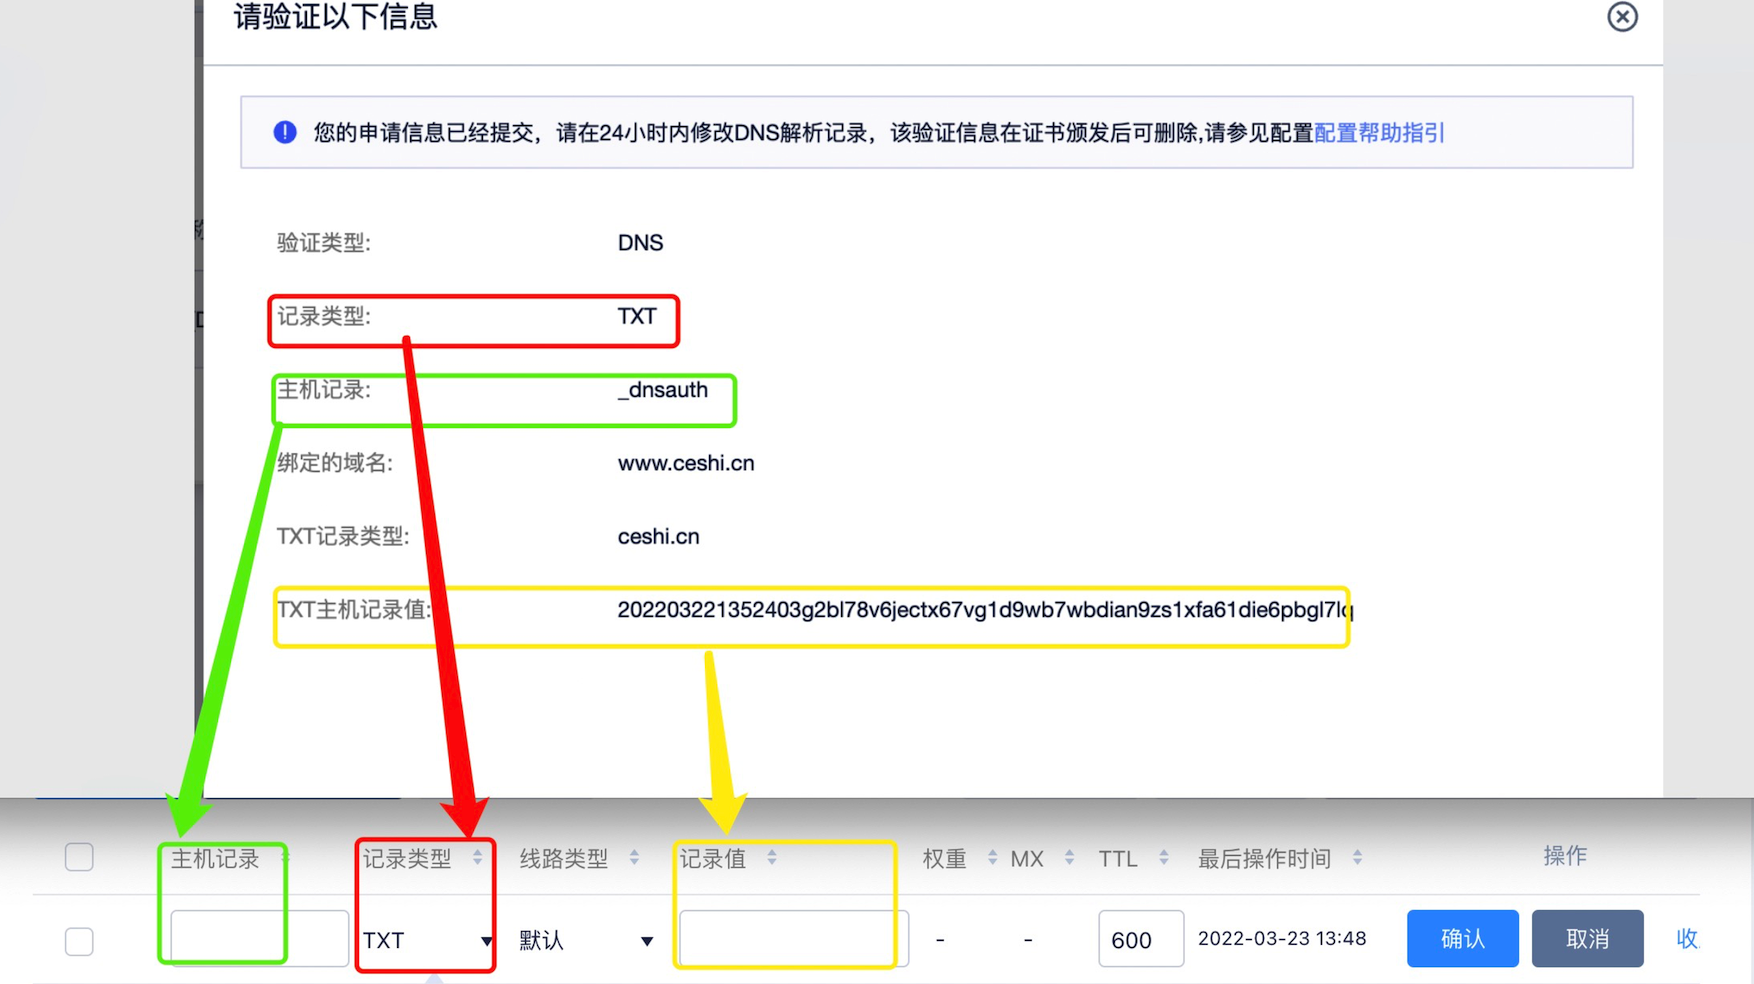 请验证以下信息
您的申请信息已经提交，请在24小时内修改DNS解析记录，该验证信息在证书颁发后可删除,请参见配置配置帮助指引
验证类型: DNS
记录类型: TXT
主机记录: _dnsauth
绑定的域名: www.ceshi.cn
TXT记录类型: ceshi.cn
TXT主机记录值: 202203221352403g2bl78v6jectx67vg1d9wb7wbdian9zs1xfa61die6pbgl7lq
主机记录 记录类型 线路类型 记录值 权重 MX TTL 最后操作时间 操作
TXT 默认 - - 600 2022-03-23 13:48 确认 取消 收